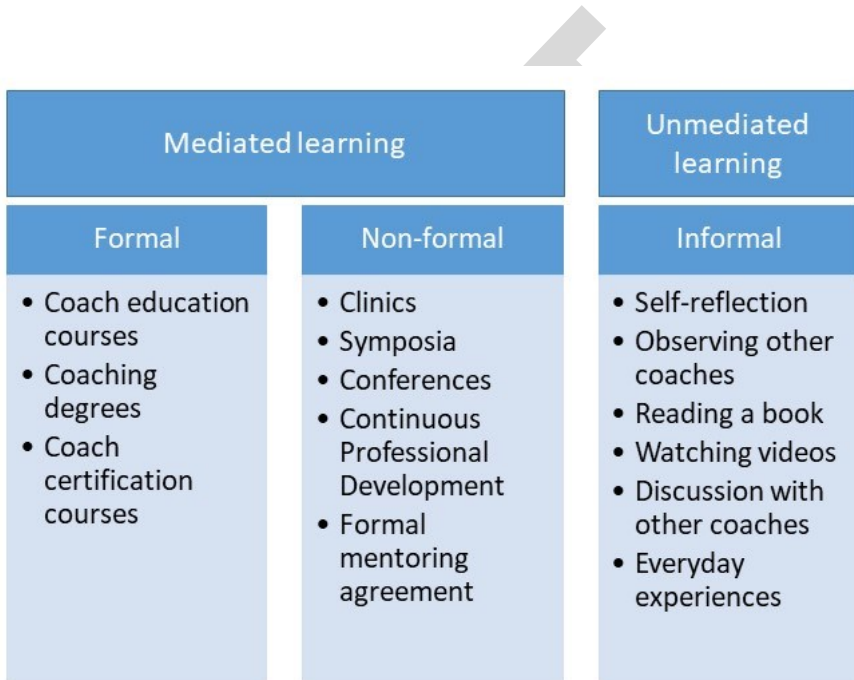 Mediated learning
Unmediated
learning
Formal
• Coach education
courses
• Coaching
degrees
• Coach
certification
courses
Non-formal
• Clinics
• Symposia
• Conferences
• Continuous
Professional
Development
• Formal
mentoring
agreement
Informal
• Self-reflection
• Observing other
coaches
• Reading a book
• Watching videos
• Discussion with
other coaches
• Everyday
experiences